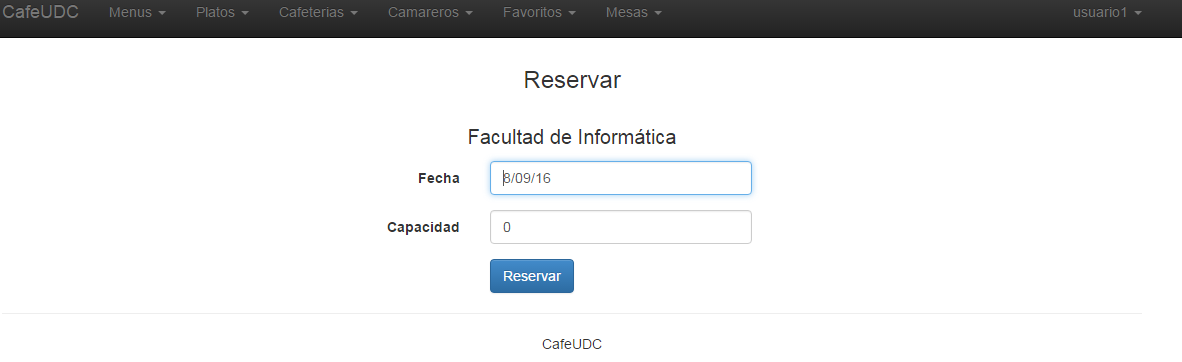 CafeUDC Menus Platos Cafeterias Camareros Favoritos Mesas usuario1
Reservar
Facultad de Informática
Fecha 8/09/16
Capacidad 0
Reservar
CafeUDC